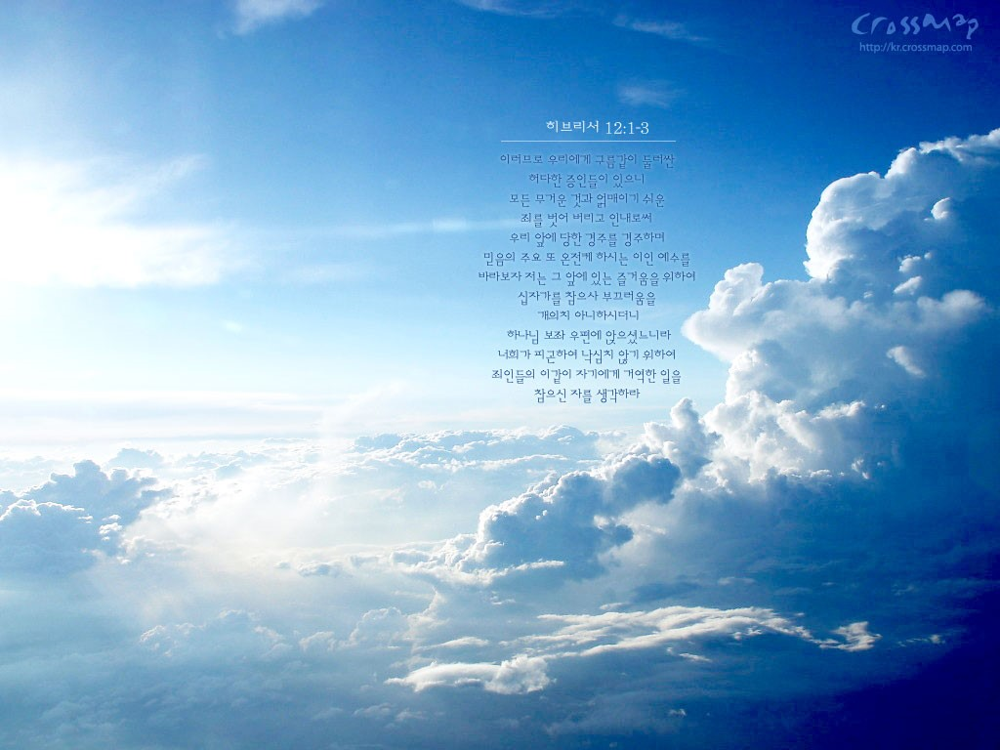 crossmap
http://kr.crossmap.com
히브리서 12:1-3
이러므로 우리에게 구름같이 둘러싼
허다한 증인들이 있으니
모든 무거운 것과 얽매이기 쉬운
죄를 벗어 버리고 인내로써
우리 앞에 당한 경주를 경주하며
믿음의 주요 또 온전케 하시는 이인 예수를
바라보자 저는 그 앞에 있는 즐거움을 위하여
십자가를 참으사 부끄러움을
개의치 아니하시더니
하나님 보좌 우편에 앉으셨느니라
너희가 피곤하여 낙심치 않기 위하여
죄인들의 이같이 자기에게 거역한 일을
참으신 자를 생각하라